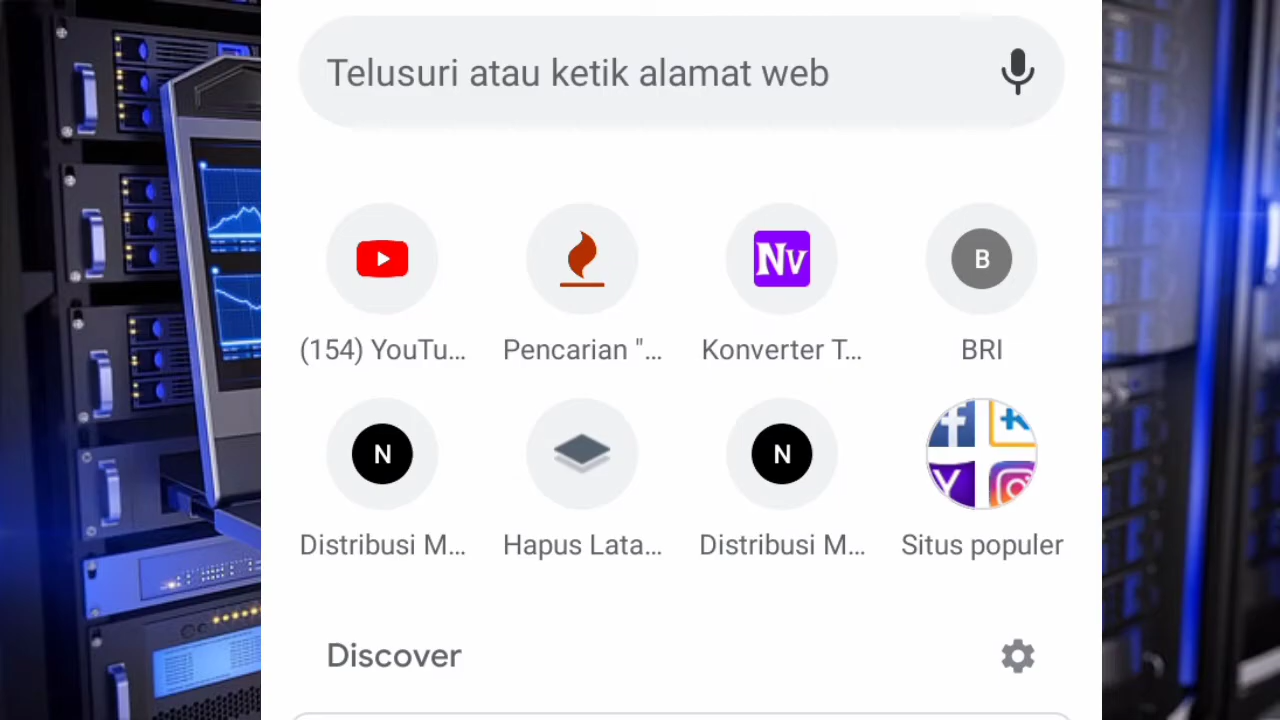 Telusuri atau ketik alamat web
NV
B
(154) YouTu...
Pencarian "...
Konverter T...
BRI
N
N
Distribusi M...
Hapus Lata...
Distribusi M...
Situs populer
Discover